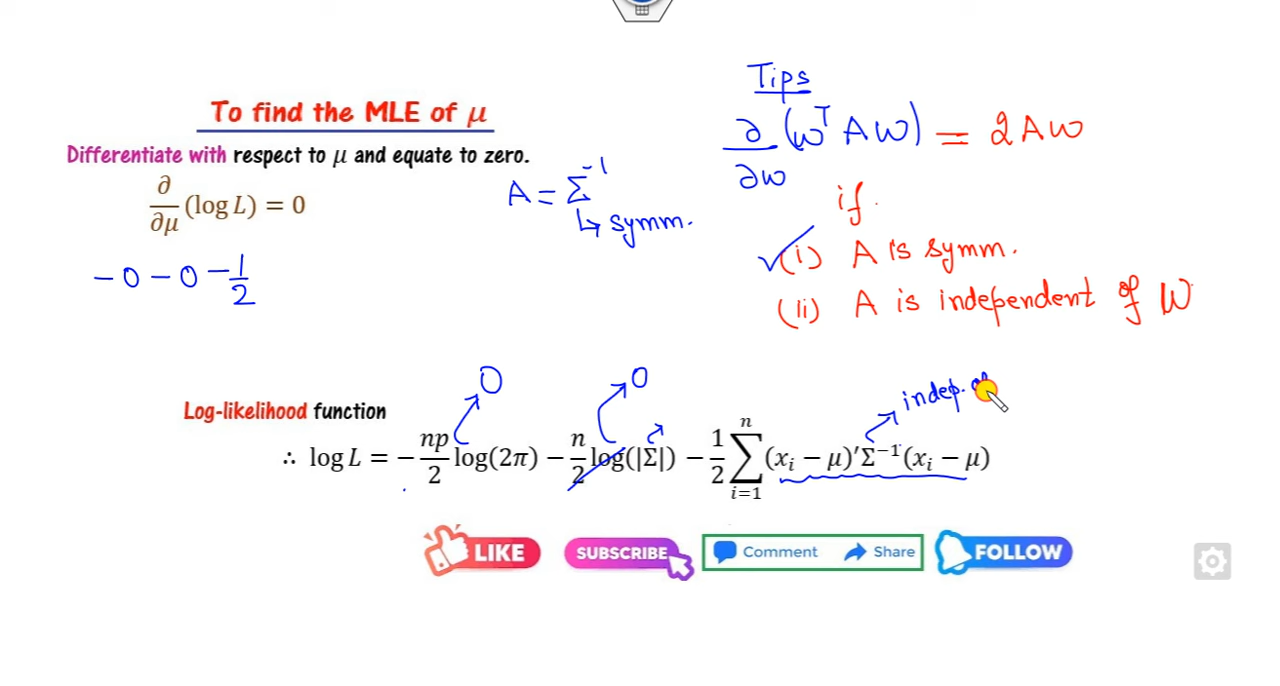 Tips
To find the MLE of μ
∂/∂w (w^T A w) = 2Aw
Differentiate with respect to μ and equate to zero.
A = Σ^-1
∂/∂μ (log L) = 0
↳ symm.
if
✓(i) A is symm.
-0 -0 -1/2
(ii) A is independent of W
0
0
indep. of
Log-likelihood function
∴ log L = − np/2 log(2π) − n/2 log(|Σ|) − 1/2 ∑_{i=1}^{n} (x_i − μ)′Σ^{−1}(x_i − μ)
LIKE SUBSCRIBE Comment Share FOLLOW